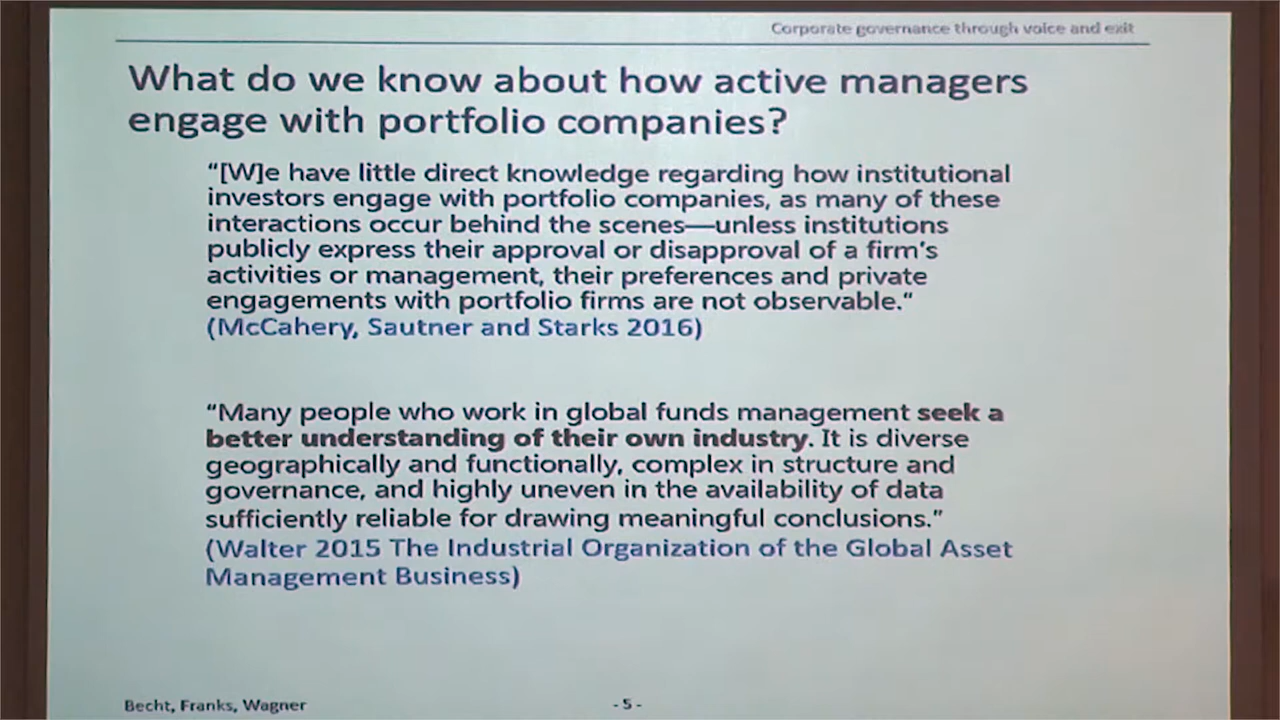 Corporate governance through voice and exit
What do we know about how active managers
engage with portfolio companies?
“[W]e have little direct knowledge regarding how institutional
investors engage with portfolio companies, as many of these
interactions occur behind the scenes—unless institutions
publicly express their approval or disapproval of a firm's
activities or management, their preferences and private
engagements with portfolio firms are not observable.”
(McCahery, Sautner and Starks 2016)
“Many people who work in global funds management seek a
better understanding of their own industry. It is diverse
geographically and functionally, complex in structure and
governance, and highly uneven in the availability of data
sufficiently reliable for drawing meaningful conclusions.”
(Walter 2015 The Industrial Organization of the Global Asset
Management Business)
Becht, Franks, Wagner
- 5 -